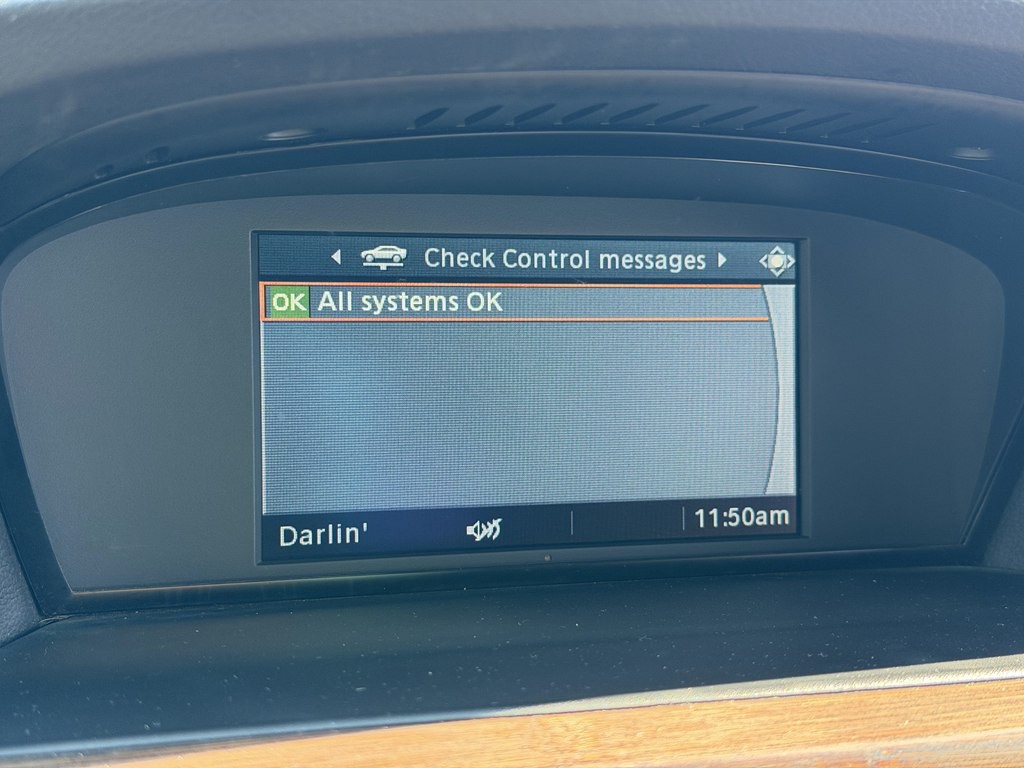 Check Control messages
OK All systems OK
Darlin' 11:50am